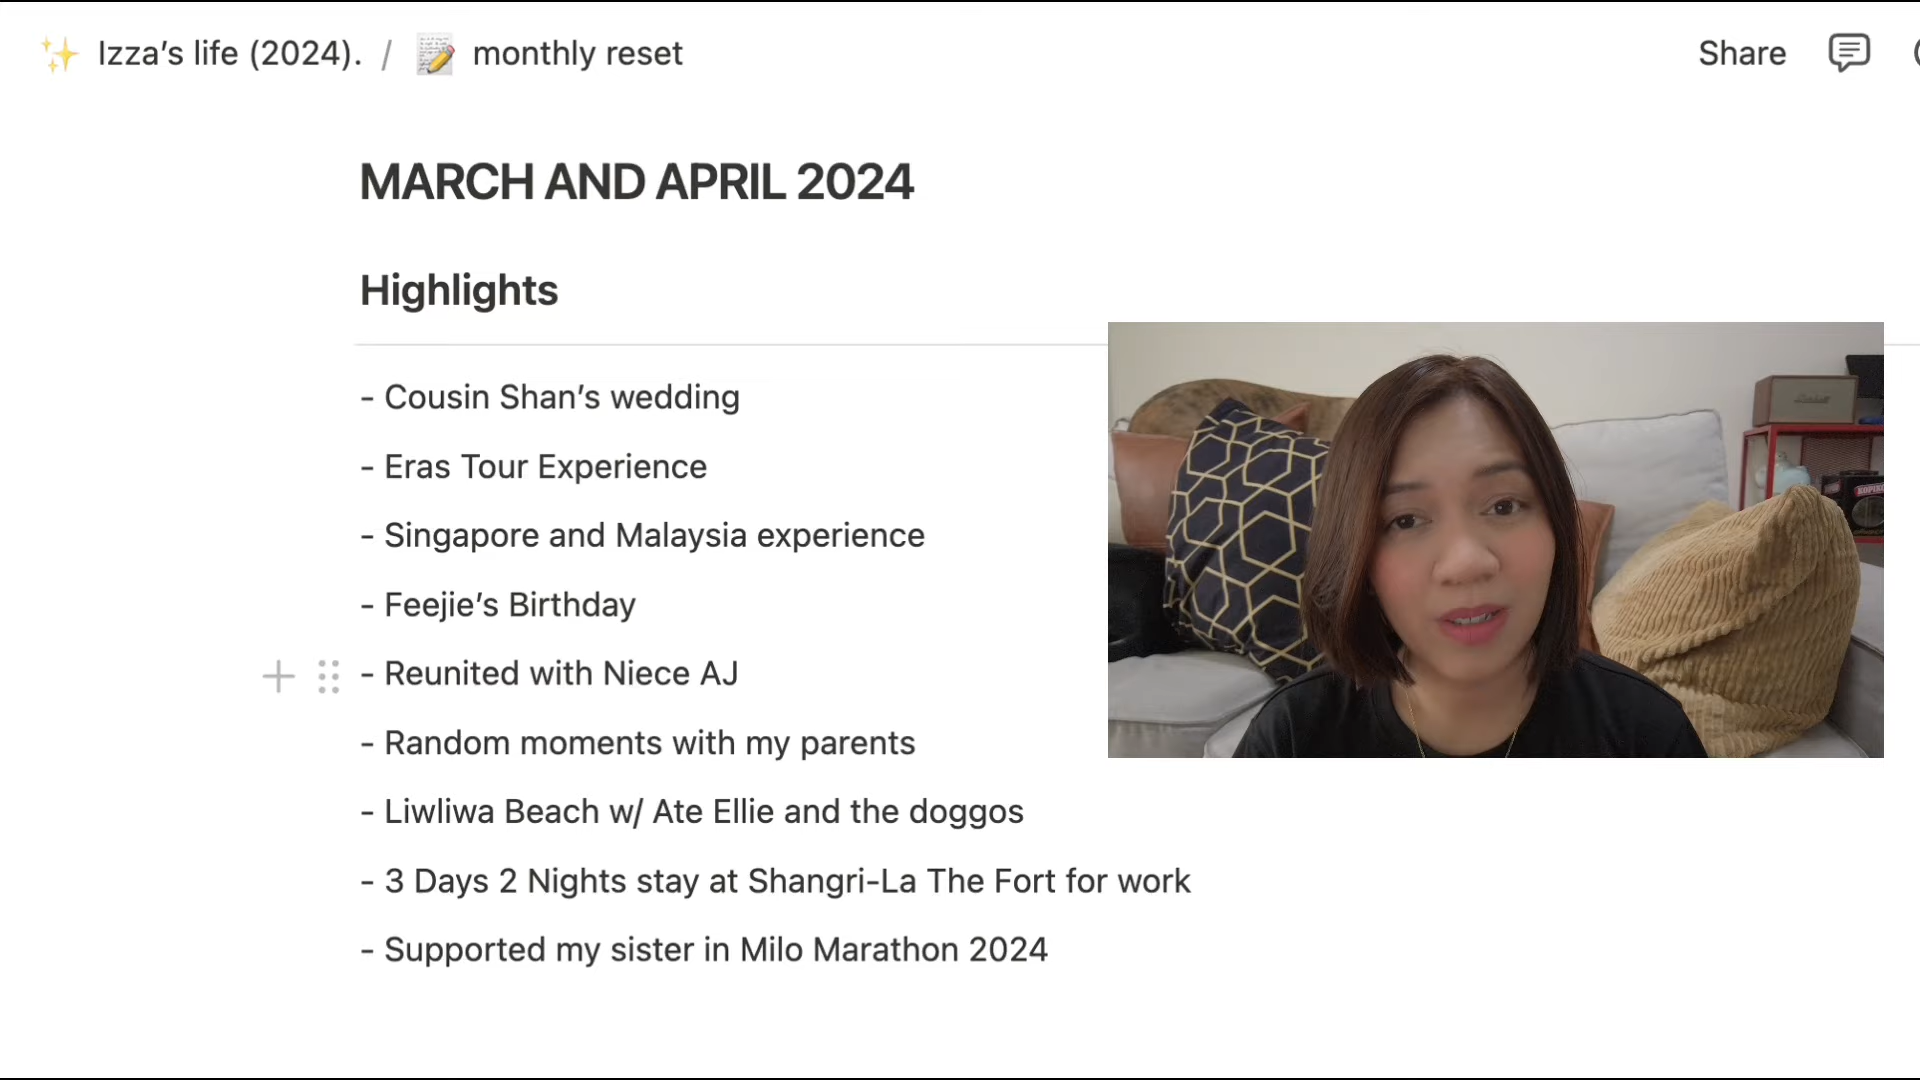 Izza's life (2024). / monthly reset
Share
MARCH AND APRIL 2024
Highlights
- Cousin Shan's wedding
- Eras Tour Experience
- Singapore and Malaysia experience
- Feejie's Birthday
- Reunited with Niece AJ
- Random moments with my parents
- Liwliwa Beach w/ Ate Ellie and the doggos
- 3 Days 2 Nights stay at Shangri-La The Fort for work
- Supported my sister in Milo Marathon 2024
Marshall